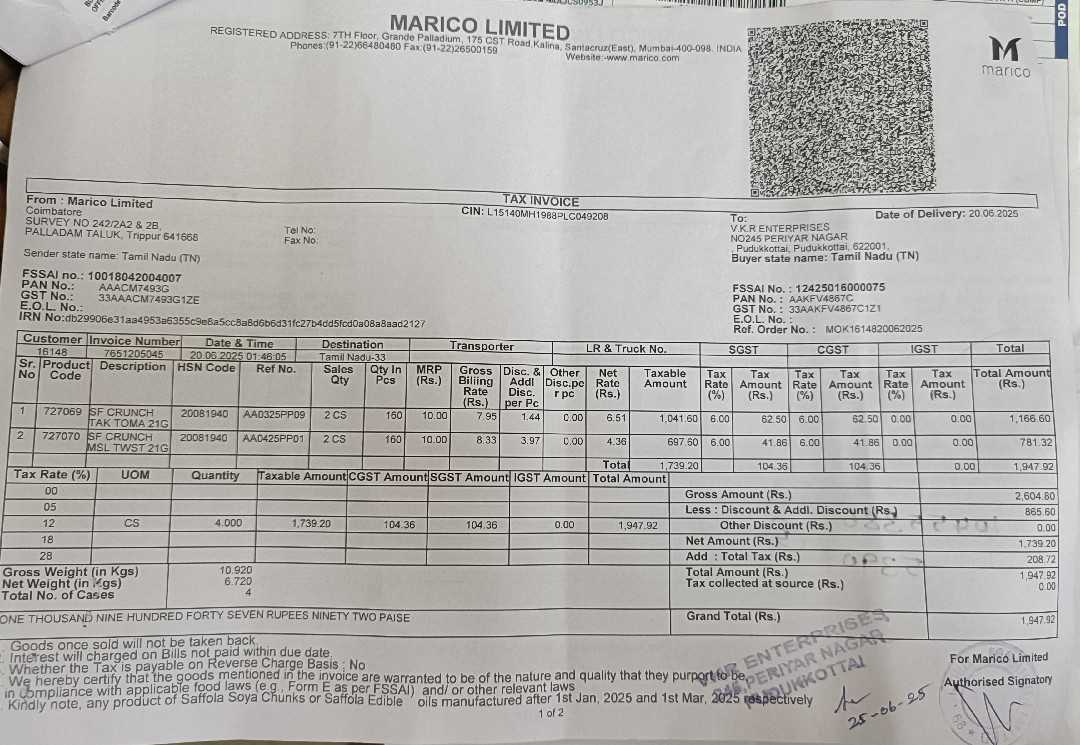 POD
MARICO LIMITED
REGISTERED ADDRESS: 7TH Floor, Grande Palladium, 175 CST Road,Kalina, Santacruz(East), Mumbai-400-098. INDIA
Phones:(91-22)66480480 Fax:(91-22)26500159
Website:-www.marico.com
marico
TAX INVOICE
CIN: L15140MH1988PLC049208
From : Marico Limited
Coimbatore
SURVEY NO 242/2A2 & 2B,
PALLADAM TALUK, Trippur 641668
Tel No:
Fax No:
Sender state name: Tamil Nadu (TN)
FSSAI no.: 10018042004007
PAN No.: AAACM7493G
GST No.: 33AAACM7493G1ZE
E.O.L. No.:
IRN No:db29906e31aa4953a6355c9e8a5cc8a8d6b6d31fc27b4dd5fcd0a08a8aad2127
To:
Date of Delivery: 20.06.2025
V.K.R ENTERPRISES
NO245 PERIYAR NAGAR
, Pudukkottai, Pudukkottai, 622001,
Buyer state name: Tamil Nadu (TN)
FSSAI No. : 12425016000075
PAN No. : AAKFV4867C
GST No. : 33AAKFV4867C1Z1
E.O.L. No. :
Ref. Order No. : MOK1614820062025
Customer Invoice Number Date & Time Destination Transporter LR & Truck No. SGST CGST IGST Total
16148 7651205045 20.06.2025 01:46:05 Tamil Nadu-33
Sr. No Product Code Description HSN Code Ref No. Sales Qty Qty In Pcs MRP (Rs.) Gross Billing Rate (Rs.) Disc. & Addl Disc. per Pc Other Disc.pe r pc Net Rate (Rs.) Taxable Amount Tax Rate (%) Tax Amount (Rs.) Tax Rate (%) Tax Amount (Rs.) Tax Rate (%) Tax Amount (Rs.) Total Amount (Rs.)
1 727069 SF CRUNCH TAK TOMA 21G 20081940 AA0325PP09 2 CS 160 10.00 7.95 1.44 0.00 6.51 1,041.60 6.00 62.50 6.00 62.50 6.00 0.00 1,166.60
2 727070 SF CRUNCH MSL TWST 21G 20081940 AA0425PP01 2 CS 160 10.00 8.33 3.97 0.00 4.36 697.60 6.00 41.86 6.00 41.86 0.00 0.00 781.32
Total 1,739.20 104.36 104.36 0.00 1,947.92
Tax Rate (%) UOM Quantity Taxable Amount CGST Amount SGST Amount IGST Amount Total Amount
00
05
12 CS 4.000 1,739.20 104.36 104.36 0.00 1,947.92
18
28
Gross Amount (Rs.) 2,604.80
Less : Discount & Addl. Discount (Rs.) 865.60
Other Discount (Rs.) 0.00
Net Amount (Rs.) 1,739.20
Add : Total Tax (Rs.) 208.72
Total Amount (Rs.) 1,947.92
Tax collected at source (Rs.) 0.00
Gross Weight (in Kgs) 10.920
Net Weight (in Kgs) 6.720
Total No. of Cases 4
Grand Total (Rs.) 1,947.92
ONE THOUSAND NINE HUNDRED FORTY SEVEN RUPEES NINETY TWO PAISE
Goods once sold will not be taken back.
Interest will charged on Bills not paid within due date.
Whether the Tax is payable on Reverse Charge Basis : No
We hereby certify that the goods mentioned in the invoice are warranted to be of the nature and quality that they purport to be
in compliance with applicable food laws (e.g., Form E as per FSSAI) and/ or other relevant laws
Kindly note, any product of Saffola Soya Chunks or Saffola Edible oils manufactured after 1st Jan, 2025 and 1st Mar, 2025 respectively
1 of 2
VKR ENTERPRISES
PERIYAR NAGAR
PUDUKKOTTAI
25-06-25
For Marico Limited
Authorised Signatory